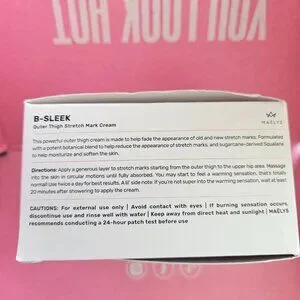 YOU LOOK HOT
B-SLEEK
Outer Thigh Stretch Mark Cream
MAËLYS
This powerful outer thigh cream is made to help fade the appearance of old and new stretch marks. Formulated
with a potent botanical blend to help reduce the appearance of stretch marks, and sugarcane-derived Squalane
to help moisturize and soften the skin.
Directions: Apply a generous layer to stretch marks starting from the outer thigh to the upper hip area. Massage
into the skin in circular motions until fully absorbed. You may start to feel a warming sensation, that's totally
normal! Use twice a day for best results. A lil' side note: if you're not super into the warming sensation, wait at least
20 minutes after showering to apply the cream.
CAUTIONS: For external use only | Avoid contact with eyes | If burning sensation occurs,
discontinue use and rinse well with water | Keep away from direct heat and sunlight | MAËLYS
recommends conducting a 24-hour patch test before use